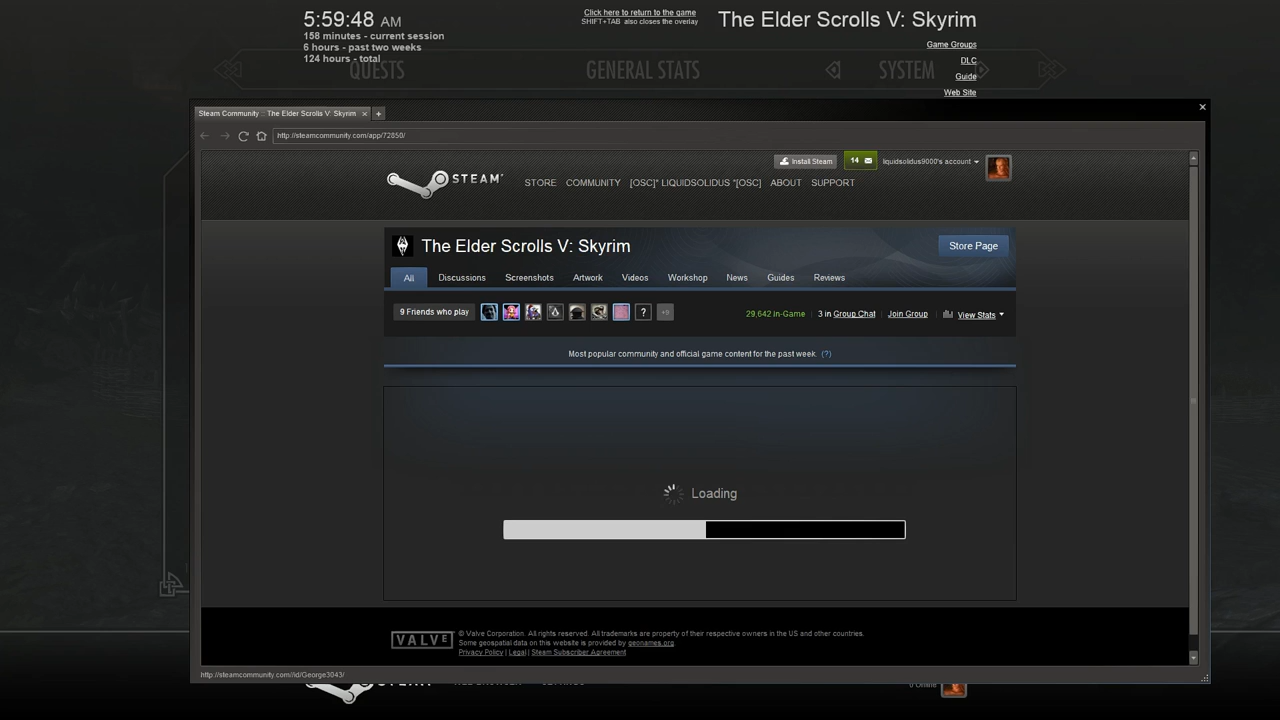 5:59:48 AM
158 minutes - current session
6 hours - past two weeks
124 hours - total
Click here to return to the game
SHIFT+TAB also closes the overlay
The Elder Scrolls V: Skyrim
Game Groups
DLC
Guide
Web Site
QUESTS
GENERAL STATS
SYSTEM
Steam Community :: The Elder Scrolls V: Skyrim
http://steamcommunity.com/app/72850/
Install Steam
14
liquidsolidus9000's account
STEAM
STORE COMMUNITY [OSC]* LIQUIDSOLIDUS *[OSC] ABOUT SUPPORT
The Elder Scrolls V: Skyrim
Store Page
All Discussions Screenshots Artwork Videos Workshop News Guides Reviews
9 Friends who play
?
+9
29,642 In-Game
3 in Group Chat
Join Group
View Stats
Most popular community and official game content for the past week. (?)
Loading
VALVE
© Valve Corporation. All rights reserved. All trademarks are property of their respective owners in the US and other countries.
Some geospatial data on this website is provided by geonames.org
Privacy Policy | Legal | Steam Subscriber Agreement
http://steamcommunity.com//id/George3043/
0 Online